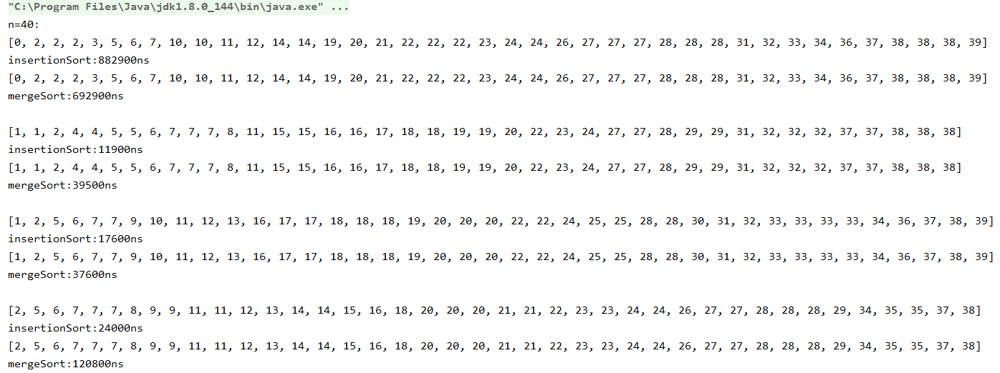 "C:\Program Files\Java\jdk1.8.0_144\bin\java.exe" ...
n=40:
[0, 2, 2, 2, 3, 5, 6, 7, 10, 10, 11, 12, 14, 14, 19, 20, 21, 22, 22, 22, 23, 24, 24, 26, 27, 27, 27, 28, 28, 28, 31, 32, 33, 34, 36, 37, 38, 38, 38, 39]
insertionSort:882900ns
[0, 2, 2, 2, 3, 5, 6, 7, 10, 10, 11, 12, 14, 14, 19, 20, 21, 22, 22, 22, 23, 24, 24, 26, 27, 27, 27, 28, 28, 28, 31, 32, 33, 34, 36, 37, 38, 38, 38, 39]
mergeSort:692900ns
[1, 1, 2, 4, 4, 5, 5, 6, 7, 7, 7, 8, 11, 15, 15, 16, 16, 17, 18, 18, 19, 19, 20, 22, 23, 24, 27, 27, 28, 29, 29, 31, 32, 32, 32, 37, 37, 38, 38, 38]
insertionSort:11900ns
[1, 1, 2, 4, 4, 5, 5, 6, 7, 7, 7, 8, 11, 15, 15, 16, 16, 17, 18, 18, 19, 19, 20, 22, 23, 24, 27, 27, 28, 29, 29, 31, 32, 32, 32, 37, 37, 38, 38, 38]
mergeSort:39500ns
[1, 2, 5, 6, 7, 7, 9, 10, 11, 12, 13, 16, 17, 17, 18, 18, 18, 19, 20, 20, 20, 22, 22, 24, 25, 25, 28, 28, 30, 31, 32, 33, 33, 33, 33, 34, 36, 37, 38, 39]
insertionSort:17600ns
[1, 2, 5, 6, 7, 7, 9, 10, 11, 12, 13, 16, 17, 17, 18, 18, 18, 19, 20, 20, 20, 22, 22, 24, 25, 25, 28, 28, 30, 31, 32, 33, 33, 33, 33, 34, 36, 37, 38, 39]
mergeSort:37600ns
[2, 5, 6, 7, 7, 7, 8, 9, 9, 11, 11, 12, 13, 14, 14, 15, 16, 18, 20, 20, 20, 21, 21, 22, 23, 23, 24, 24, 26, 27, 27, 28, 28, 28, 29, 34, 35, 35, 37, 38]
insertionSort:24000ns
[2, 5, 6, 7, 7, 7, 8, 9, 9, 11, 11, 12, 13, 14, 14, 15, 16, 18, 20, 20, 20, 21, 21, 22, 23, 23, 24, 24, 26, 27, 27, 28, 28, 28, 29, 34, 35, 35, 37, 38]
mergeSort:120800ns